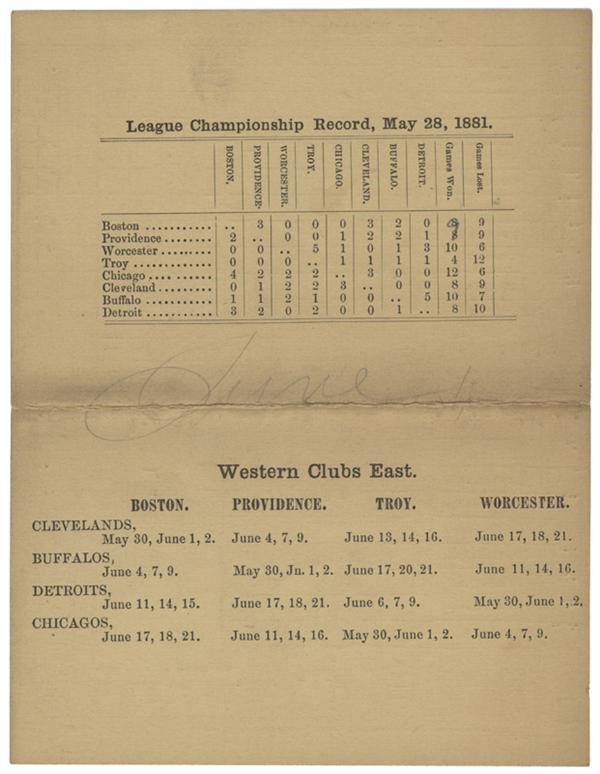 League Championship Record, May 28, 1881.
BOSTON. PROVIDENCE. WORCESTER. TROY. CHICAGO. CLEVELAND. BUFFALO. DETROIT. Games Won. Games Lost.
Boston ........... .. 3 0 0 0 3 2 0 9
Providence ........ 2 .. 0 0 1 2 2 1 8 9
Worcester ........ 0 0 .. 5 1 0 1 3 10 6
Troy ............. 0 0 0 .. 1 1 1 1 4 12
Chicago .......... 4 2 2 2 .. 3 0 0 12 6
Cleveland ........ 0 1 2 2 3 .. 0 0 8 9
Buffalo ........... 1 1 2 1 0 0 .. 5 10 7
Detroit ........... 3 2 0 2 0 0 1 .. 8 10
June
Western Clubs East.
BOSTON. PROVIDENCE. TROY. WORCESTER.
CLEVELANDS,
May 30, June 1, 2. June 4, 7, 9. June 13, 14, 16. June 17, 18, 21.
BUFFALOS,
June 4, 7, 9. May 30, Jn. 1, 2. June 17, 20, 21. June 11, 14, 16.
DETROITS,
June 11, 14, 15. June 17, 18, 21. June 6, 7, 9. May 30, June 1, 2.
CHICAGOS,
June 17, 18, 21. June 11, 14, 16. May 30, June 1, 2. June 4, 7, 9.